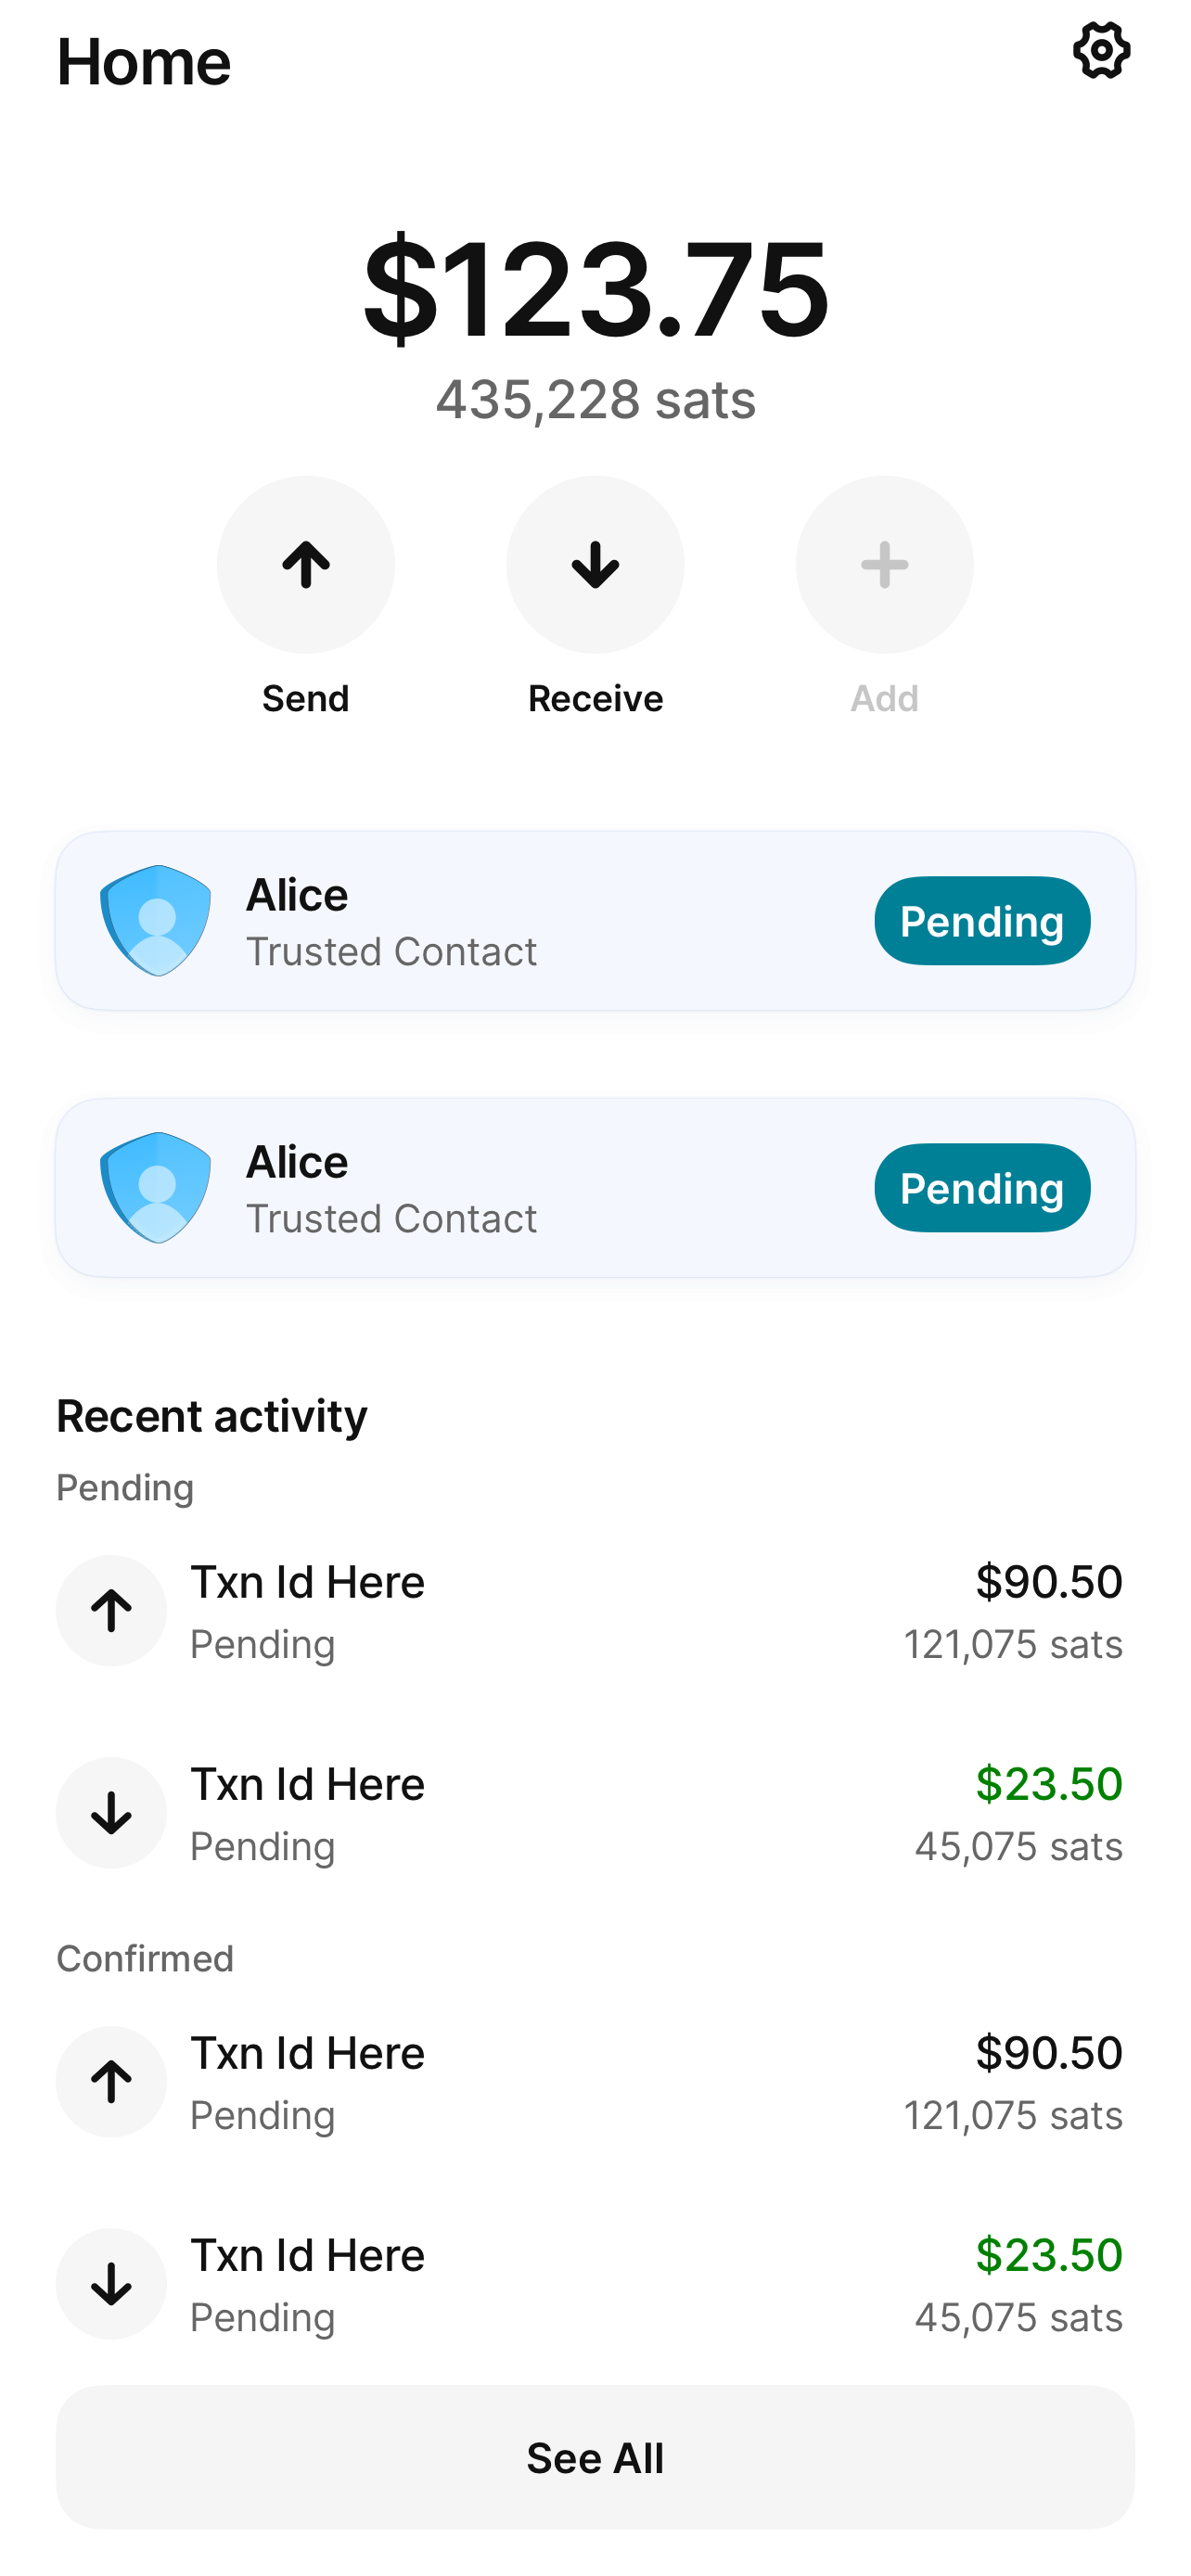 Home
$123.75
435,228 sats
Send
Receive
Add
Alice
Trusted Contact
Pending
Alice
Trusted Contact
Pending
Recent activity
Pending
Txn Id Here
$90.50
Pending
121,075 sats
Txn Id Here
$23.50
Pending
45,075 sats
Confirmed
Txn Id Here
$90.50
Pending
121,075 sats
Txn Id Here
$23.50
Pending
45,075 sats
See All